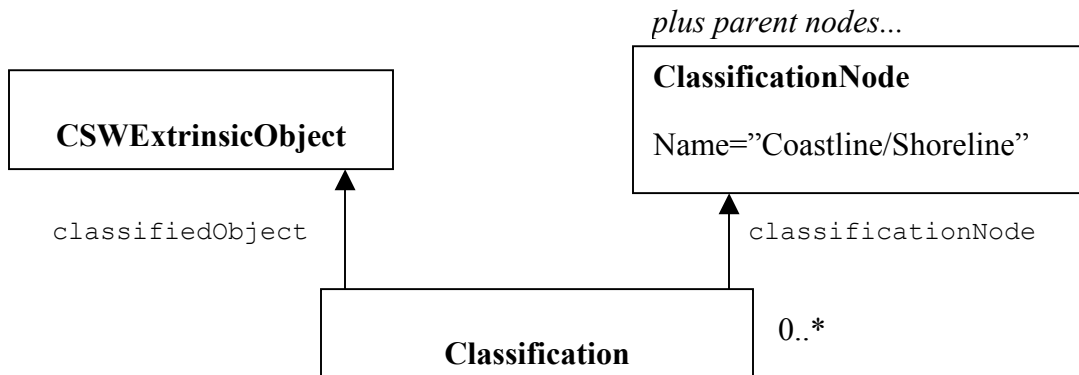 plus parent nodes...
ClassificationNode
CSWExtrinsicObject
Name=”Coastline/Shoreline”
classifiedObject
classificationNode
0..*
Classification